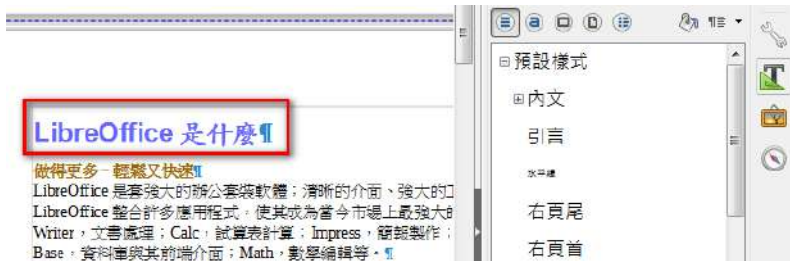 LibreOffice 是什麼¶
做得更多－輕鬆又快速¶
LibreOffice 是套強大的辦公套裝軟體；清晰的介面、強大的工
LibreOffice 整合許多應用程式，使其成為當今市場上最強大的
Writer，文書處理；Calc，試算表計算；Impress，簡報製作；
Base，資料庫與其前端介面；Math，數學編輯等。¶
預設樣式
內文
引言
水平線
右頁尾
右頁首